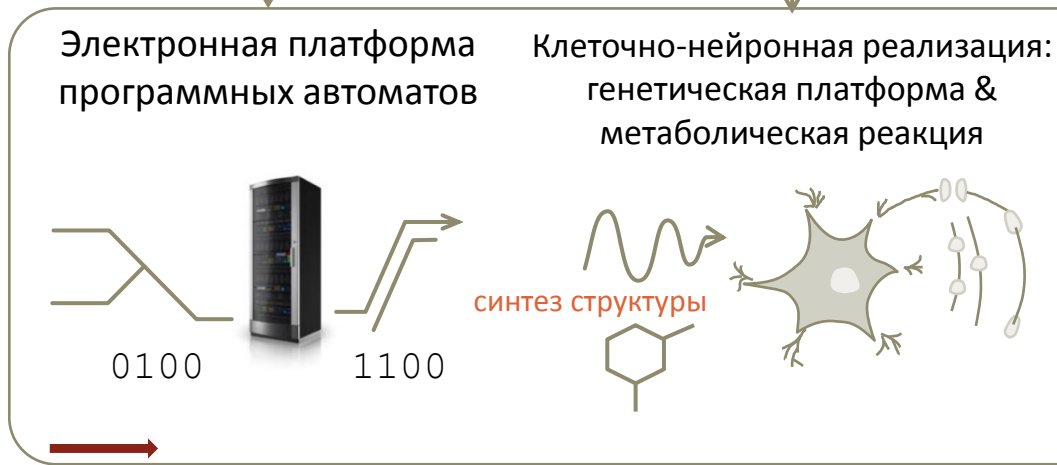 Электронная платформа
программных автоматов
0100
1100
Клеточно-нейронная реализация:
генетическая платформа &
метаболическая реакция
синтез структуры